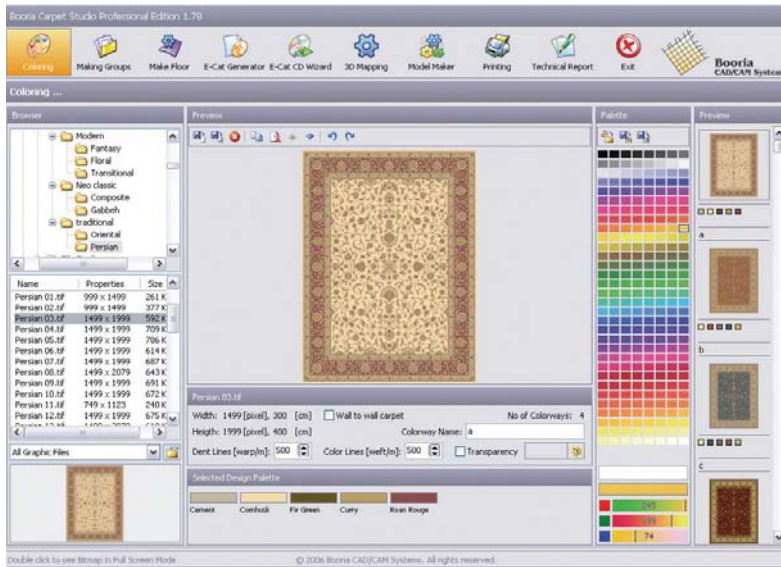 Booria Carpet Studio Professional Edition 1.78
Coloring Making Groups Make Floor E-Cat Generator E-Cat CD Wizard 3D Mapping Model Maker Printing Technical Report Exit
Booria
CAD/CAM Systems
Coloring ...
Browser Preview Palette Preview
Modern
Fantasy
Floral
Transitional
Neo classic
Composite
Gabbeh
traditional
Oriental
Persian
Name Properties Size
Persian 01.tif 999 x 1499 261 K
Persian 02.tif 999 x 1499 377 K
Persian 03.tif 1499 x 1999 592 K
Persian 04.tif 1499 x 1999 709 K
Persian 05.tif 1499 x 1999 786 K
Persian 06.tif 1499 x 1999 614 K
Persian 07.tif 1499 x 1999 687 K
Persian 08.tif 1499 x 2079 643 K
Persian 09.tif 1499 x 1999 691 K
Persian 10.tif 1499 x 1999 672 K
Persian 11.tif 749 x 1123 240 K
Persian 12.tif 1499 x 1999 675 K
All Graphic Files
Persian 03.tif
Width: 1499 [pixel], 300 [cm] Wall to wall carpet No of Colorways: 4
Heigth: 1999 [pixel], 400 [cm] Colorway Name: a
Dent Lines [warp/m]: 500 Color Lines [weft/m]: 500 Transparency
Selected Design Palette
Cement Cornhusk Fir Green Curry Roan Rouge
a
b
c
245
199
74
Double click to see Bitmap in Full Screen Mode © 2006 Booria CAD/CAM Systems. All rights reserved.